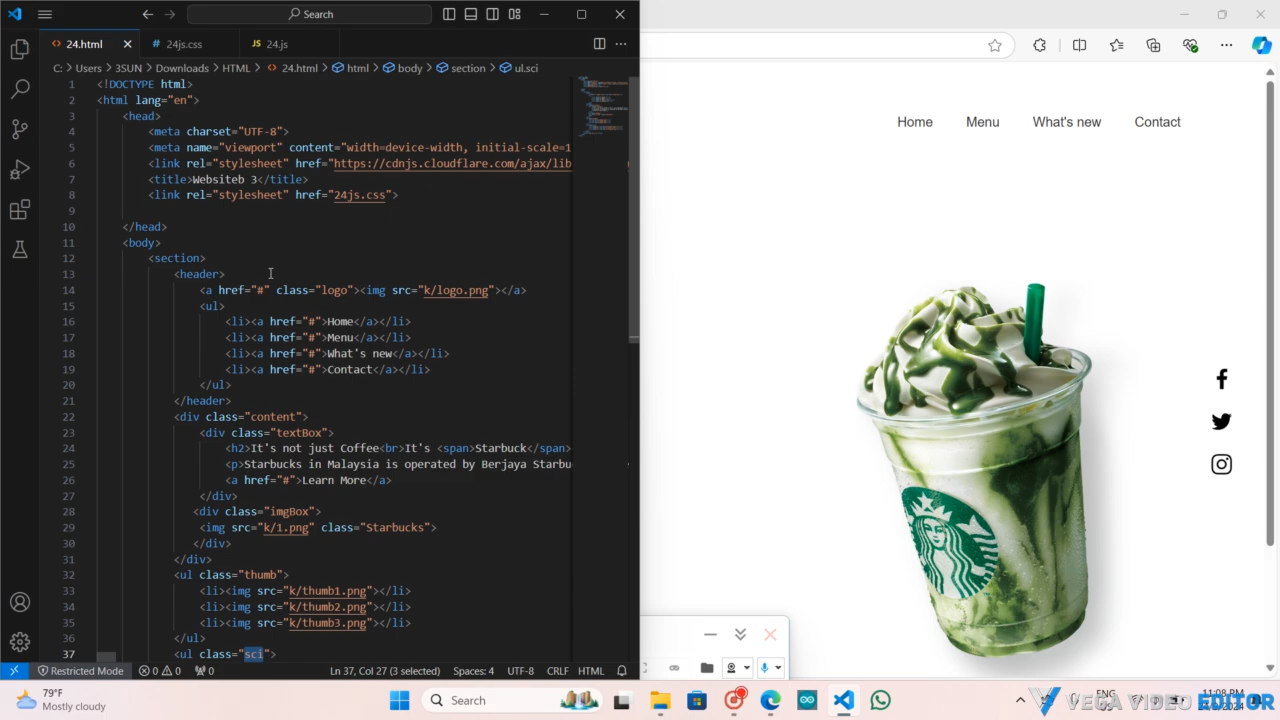 Search
24.html
24js.css
24.js
C: > Users > 3SUN > Downloads > HTML > 24.html > html > body > section > ul.sci
1 <!DOCTYPE html>
2 <html lang="en">
3 <head>
4 <meta charset="UTF-8">
5 <meta name="viewport" content="width=device-width, initial-scale=1
6 <link rel="stylesheet" href="https://cdnjs.cloudflare.com/ajax/lib
7 <title>Websiteb 3</title>
8 <link rel="stylesheet" href="24js.css">
9
10 </head>
11 <body>
12 <section>
13 <header>
14 <a href="#" class="logo"><img src="k/logo.png"></a>
15 <ul>
16 <li><a href="#">Home</a></li>
17 <li><a href="#">Menu</a></li>
18 <li><a href="#">What's new</a></li>
19 <li><a href="#">Contact</a></li>
20 </ul>
21 </header>
22 <div class="content">
23 <div class="textBox">
24 <h2>It's not just Coffee<br>It's <span>Starbuck</span>
25 <p>Starbucks in Malaysia is operated by Berjaya Starbu
26 <a href="#">Learn More</a>
27 </div>
28 <div class="imgBox">
29 <img src="k/1.png" class="Starbucks">
30 </div>
31 </div>
32 <ul class="thumb">
33 <li><img src="k/thumb1.png"></li>
34 <li><img src="k/thumb2.png"></li>
35 <li><img src="k/thumb3.png"></li>
36 </ul>
37 <ul class="sci">
Restricted Mode 0 0 0 Ln 37, Col 27 (3 selected) Spaces: 4 UTF-8 CRLF HTML
Home Menu What's new Contact
79°F
Mostly cloudy
Search
ENG
11:08 PM
VEGA VIDEO EDITOR